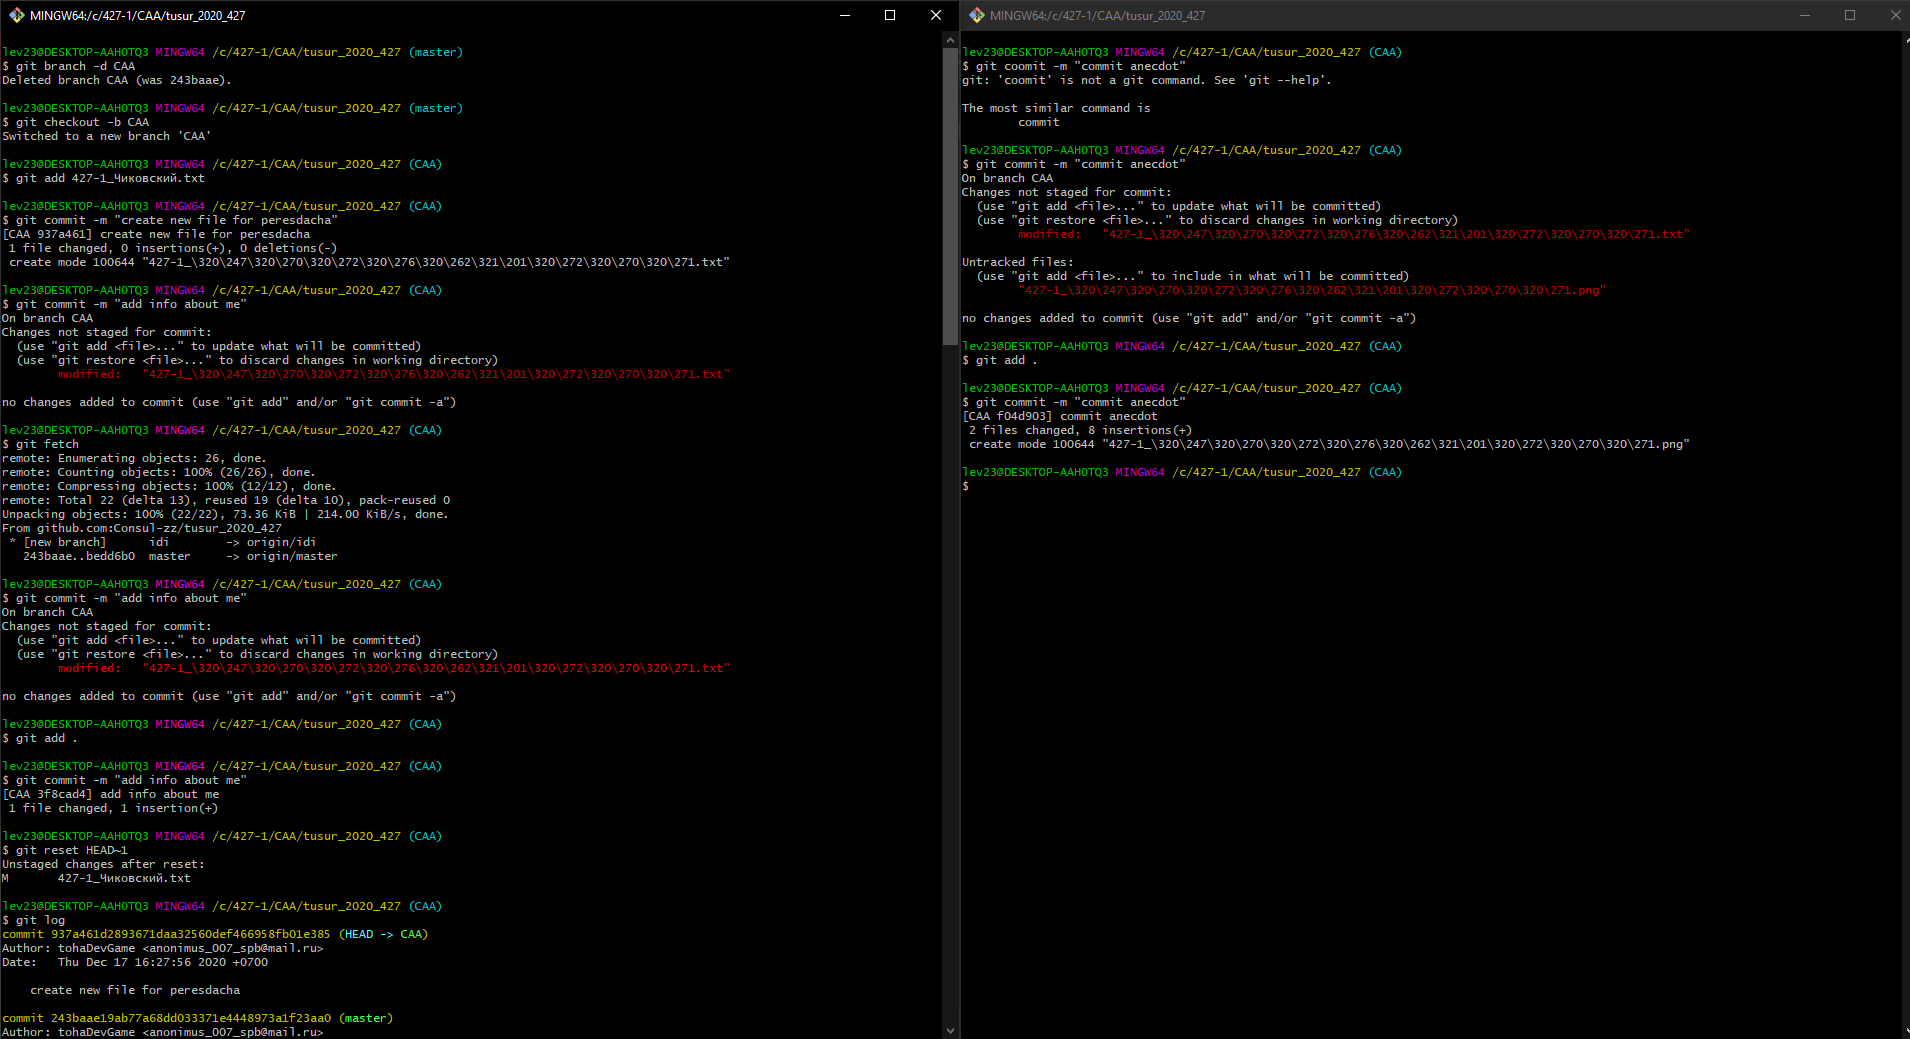 MINGW64:/c/427-1/CAA/tusur_2020_427
lev23@DESKTOP-AAH0TQ3 MINGW64 /c/427-1/CAA/tusur_2020_427 (master)
$ git branch -d CAA
Deleted branch CAA (was 243baae).
lev23@DESKTOP-AAH0TQ3 MINGW64 /c/427-1/CAA/tusur_2020_427 (master)
$ git checkout -b CAA
Switched to a new branch 'CAA'
lev23@DESKTOP-AAH0TQ3 MINGW64 /c/427-1/CAA/tusur_2020_427 (CAA)
$ git add 427-1_Чиковский.txt
lev23@DESKTOP-AAH0TQ3 MINGW64 /c/427-1/CAA/tusur_2020_427 (CAA)
$ git commit -m "create new file for peresdacha"
[CAA 937a461] create new file for peresdacha
1 file changed, 0 insertions(+), 0 deletions(-)
create mode 100644 "427-1_\320\247\320\270\320\272\320\276\320\262\321\201\320\272\320\270\320\271.txt"
lev23@DESKTOP-AAH0TQ3 MINGW64 /c/427-1/CAA/tusur_2020_427 (CAA)
$ git commit -m "add info about me"
On branch CAA
Changes not staged for commit:
(use "git add <file>..." to update what will be committed)
(use "git restore <file>..." to discard changes in working directory)
modified:   "427-1_\320\247\320\270\320\272\320\276\320\262\321\201\320\272\320\270\320\271.txt"
no changes added to commit (use "git add" and/or "git commit -a")
lev23@DESKTOP-AAH0TQ3 MINGW64 /c/427-1/CAA/tusur_2020_427 (CAA)
$ git fetch
remote: Enumerating objects: 26, done.
remote: Counting objects: 100% (26/26), done.
remote: Compressing objects: 100% (12/12), done.
remote: Total 22 (delta 13), reused 19 (delta 10), pack-reused 0
Unpacking objects: 100% (22/22), 73.36 KiB | 214.00 KiB/s, done.
From github.com:Consul-zz/tusur_2020_427
* [new branch]      idi        -> origin/idi
243baae..bedd6b0  master     -> origin/master
lev23@DESKTOP-AAH0TQ3 MINGW64 /c/427-1/CAA/tusur_2020_427 (CAA)
$ git commit -m "add info about me"
On branch CAA
Changes not staged for commit:
(use "git add <file>..." to update what will be committed)
(use "git restore <file>..." to discard changes in working directory)
modified:   "427-1_\320\247\320\270\320\272\320\276\320\262\321\201\320\272\320\270\320\271.txt"
no changes added to commit (use "git add" and/or "git commit -a")
lev23@DESKTOP-AAH0TQ3 MINGW64 /c/427-1/CAA/tusur_2020_427 (CAA)
$ git add .
lev23@DESKTOP-AAH0TQ3 MINGW64 /c/427-1/CAA/tusur_2020_427 (CAA)
$ git commit -m "add info about me"
[CAA 3f8cad4] add info about me
1 file changed, 1 insertion(+)
lev23@DESKTOP-AAH0TQ3 MINGW64 /c/427-1/CAA/tusur_2020_427 (CAA)
$ git reset HEAD~1
Unstaged changes after reset:
M       427-1_Чиковский.txt
lev23@DESKTOP-AAH0TQ3 MINGW64 /c/427-1/CAA/tusur_2020_427 (CAA)
$ git log
commit 937a461d2893671daa32560def466958fb01e385 (HEAD -> CAA)
Author: tohaDevGame <anonimus_007_spb@mail.ru>
Date:   Thu Dec 17 16:27:56 2020 +0700
create new file for peresdacha
commit 243baae19ab77a68dd033371e4448973a1f23aa0 (master)
Author: tohaDevGame <anonimus_007_spb@mail.ru>
MINGW64:/c/427-1/CAA/tusur_2020_427
lev23@DESKTOP-AAH0TQ3 MINGW64 /c/427-1/CAA/tusur_2020_427 (CAA)
$ git coomit -m "commit anecdot"
git: 'coomit' is not a git command. See 'git --help'.
The most similar command is
commit
lev23@DESKTOP-AAH0TQ3 MINGW64 /c/427-1/CAA/tusur_2020_427 (CAA)
$ git commit -m "commit anecdot"
On branch CAA
Changes not staged for commit:
(use "git add <file>..." to update what will be committed)
(use "git restore <file>..." to discard changes in working directory)
modified:   "427-1_\320\247\320\270\320\272\320\276\320\262\321\201\320\272\320\270\320\271.txt"
Untracked files:
(use "git add <file>..." to include in what will be committed)
"427-1_\320\247\320\270\320\272\320\276\320\262\321\201\320\272\320\270\320\271.png"
no changes added to commit (use "git add" and/or "git commit -a")
lev23@DESKTOP-AAH0TQ3 MINGW64 /c/427-1/CAA/tusur_2020_427 (CAA)
$ git add .
lev23@DESKTOP-AAH0TQ3 MINGW64 /c/427-1/CAA/tusur_2020_427 (CAA)
$ git commit -m "commit anecdot"
[CAA f04d903] commit anecdot
2 files changed, 8 insertions(+)
create mode 100644 "427-1_\320\247\320\270\320\272\320\276\320\262\321\201\320\272\320\270\320\271.png"
lev23@DESKTOP-AAH0TQ3 MINGW64 /c/427-1/CAA/tusur_2020_427 (CAA)
$